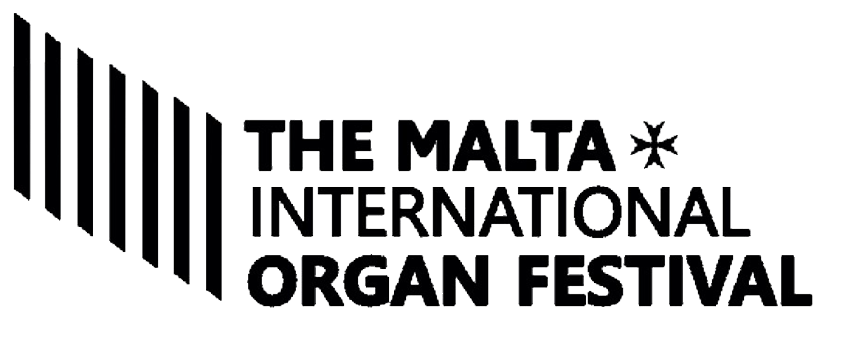 THE MALTA
INTERNATIONAL
ORGAN FESTIVAL